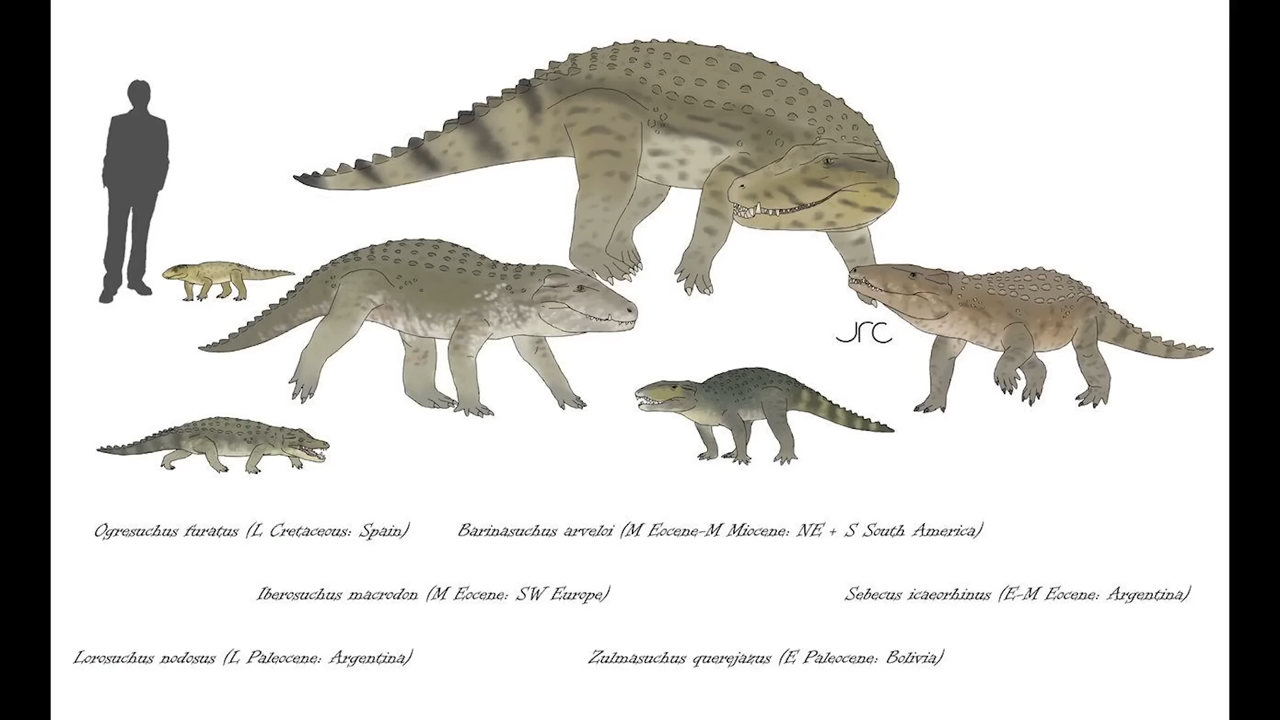 JRC
Ogresuchus furatus (L Cretaceous: Spain)
Barinasuchus arveloi (M Eocene-M Miocene: NE + S South America)
Iberosuchus macrodon (M Eocene: SW Europe)
Sebecus icaeorhinus (E-M Eocene: Argentina)
Lorosuchus nodosus (L Paleocene: Argentina)
Zulmasuchus querejazus (E Paleocene: Bolivia)